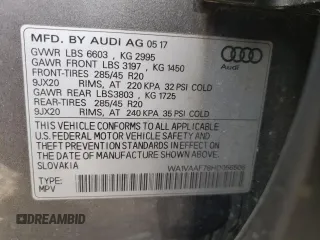 MFD. BY AUDI AG 05 17
GVWR LBS 6603 , KG 2995
GAWR FRONT LBS 3197 , KG 1450
FRONT-TIRES 285/45 R20
9JX20 RIMS, AT 220 KPA 32 PSI COLD
GAWR REAR LBS3803 , KG 1725
REAR-TIRES 285/45 R20
9JX20 RIMS, AT 240 KPA 35 PSI COLD
Audi
THIS VEHICLE CONFORMS TO ALL APPLICABLE
U.S. FEDERAL MOTOR VEHICLE SAFETY BUMPER AND
THEFT PREVENTION STANDARDS IN EFFECT ON THE
DATE OF MANUFACTURE SHOWN ABOVE.
SLOVAKIA
TYPE:
MPV